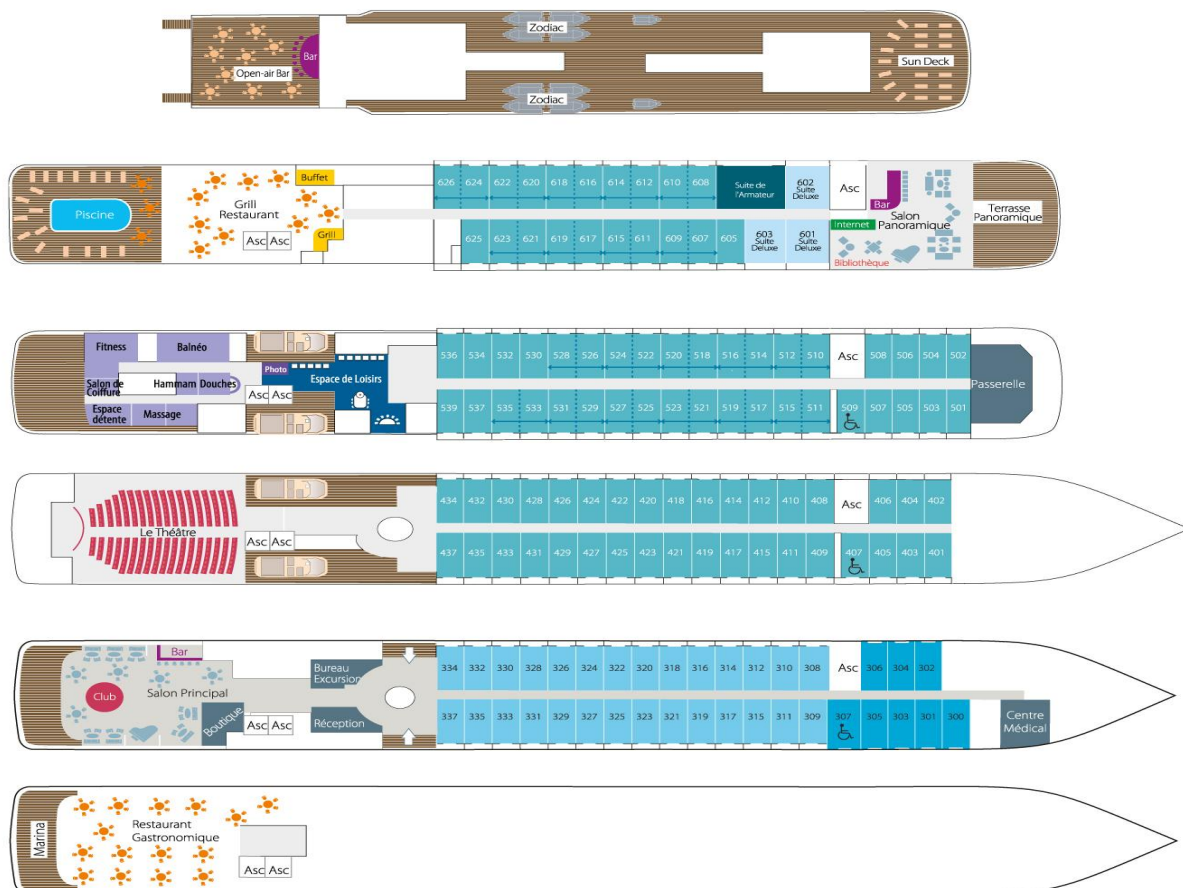 Zodiac
Bar
Open-air Bar
Sun Deck
Zodiac
626 624 622 620 618 616 614 612 610 608
Suite de
l'Armateur
602
Suite
Deluxe
Asc
Buffet
Grill
Restaurant
Piscine
Asc Asc
Grill
Bar
Internet
Salon
Panoramique
Terrasse
Panoramique
Bibliothèque
625 623 621 619 617 615 611 609 607 605
603
Suite
Deluxe
601
Suite
Deluxe
Fitness
Balnéo
Photo
Espace de Loisirs
Salon de
Coiffure
Hammam
Douches
Asc Asc
Espace
détente
Massage
536 534 532 530 528 526 524 522 520 518 516 514 512 510
Asc
508 506 504 502
Passerelle
539 537 535 533 531 529 527 525 523 521 519 517 515 511 509 507 505 503 501
Le Théâtre
Asc Asc
434 432 430 428 426 424 422 420 418 416 414 412 410 408
Asc
406 404 402
437 435 433 431 429 427 425 423 421 419 417 415 411 409 407 405 403 401
Bar
Bureau
Excursion
Salon Principal
Club
Boutique
Asc Asc
Réception
334 332 330 328 326 324 322 320 318 316 314 312 310 308
Asc
306 304 302
337 335 333 331 329 327 325 323 321 319 317 315 311 309 307 305 303 301 300
Centre
Médical
Marina
Restaurant
Gastronomique
Asc Asc